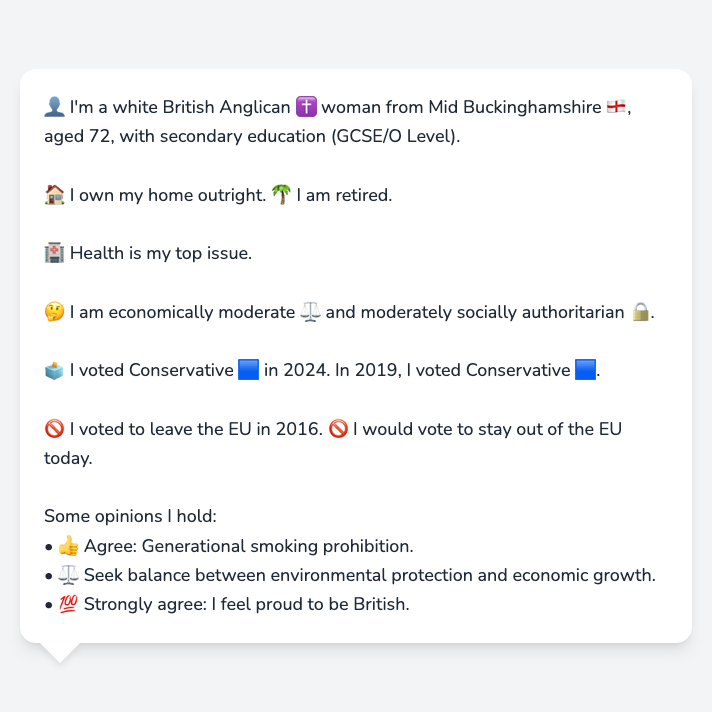 👤 I'm a white British Anglican ✝️ woman from Mid Buckinghamshire 🏴󠁧󠁢󠁥󠁮󠁧󠁿,
aged 72, with secondary education (GCSE/O Level).
🏠 I own my home outright. 🌴 I am retired.
🏥 Health is my top issue.
🤔 I am economically moderate ⚖️ and moderately socially authoritarian 🔒.
🗳️ I voted Conservative 🟦 in 2024. In 2019, I voted Conservative 🟦.
🚫 I voted to leave the EU in 2016. 🚫 I would vote to stay out of the EU
today.
Some opinions I hold:
• 👍 Agree: Generational smoking prohibition.
• ⚖️ Seek balance between environmental protection and economic growth.
• 💯 Strongly agree: I feel proud to be British.